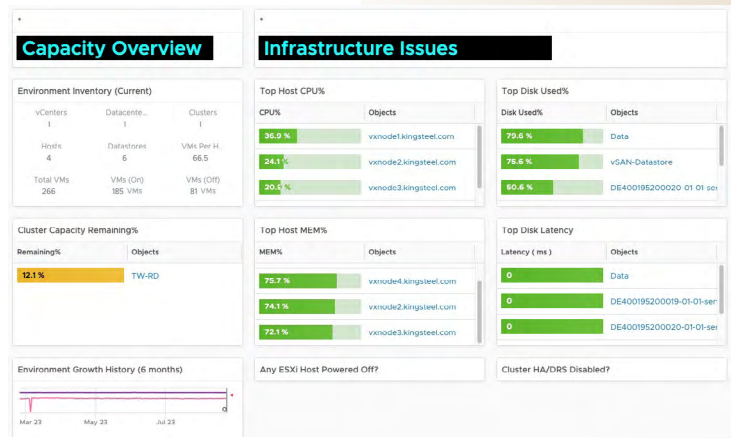 Capacity Overview
Infrastructure Issues
Environment Inventory (Current)
vCenters
Datacente...
Clusters
1
1
1
Hosts
Datastores
VMs Per H..
4
6
66.5
Total VMs
VMs (On)
VMs (Off)
266
185 VMs
81 VMs
Top Host CPU%
CPU%
Objects
36.9 %
vxnode1.kingsteel.com
24.1 %
vxnode2.kingsteel.com
20.9 %
vxnode3.kingsteel.com
Top Disk Used%
Disk Used%
Objects
79.6 %
Data
75.6 %
vSAN-Datastore
50.6 %
DE400195200020-01-01-ser
Cluster Capacity Remaining%
Remaining%
Objects
12.1 %
TW-RD
Top Host MEM%
MEM%
Objects
75.7 %
vxnode4.kingsteel.com
74.1 %
vxnode2.kingsteel.com
72.1 %
vxnode3.kingsteel.com
Top Disk Latency
Latency ( ms )
Objects
0
Data
0
DE400195200019-01-01-ser
0
DE400195200020-01-01-ser
Environment Growth History (6 months)
0
Mar 23
May 23
Jul 23
Any ESXi Host Powered Off?
Cluster HA/DRS Disabled?